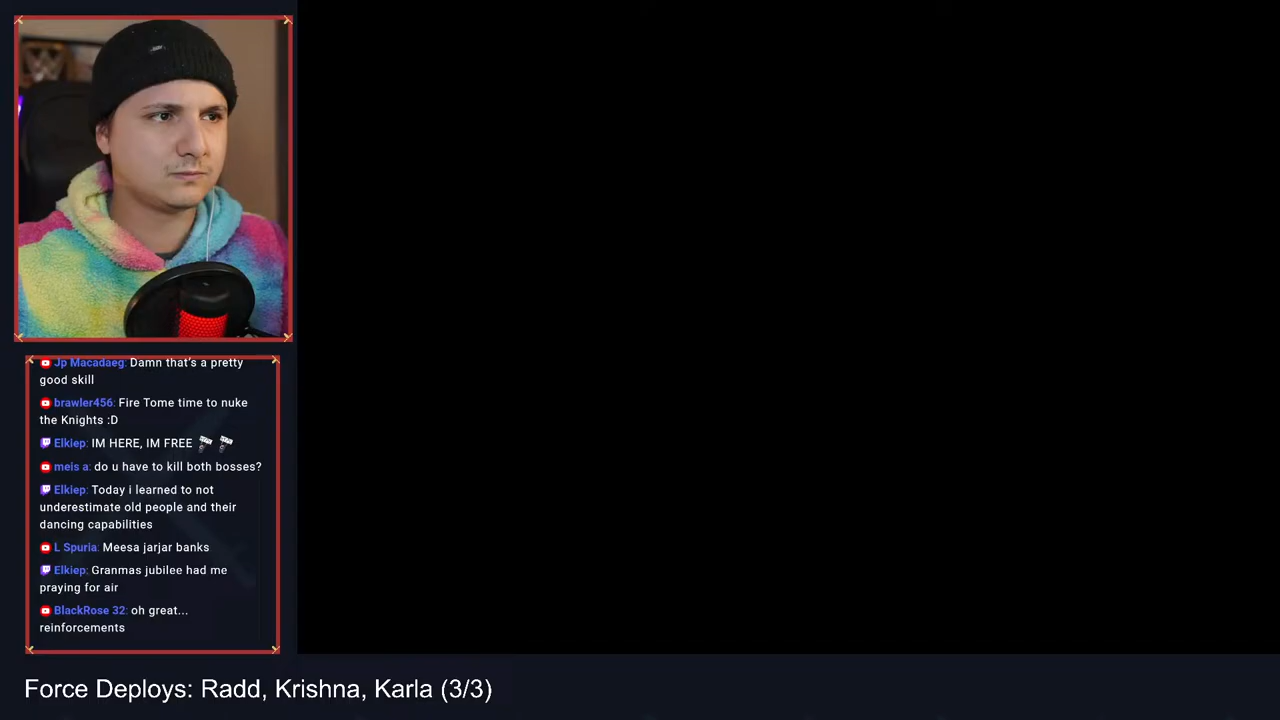 Jp Macadaeg: Damn that's a pretty
good skill
brawler456: Fire Tome time to nuke
the Knights :D
Elkiep: IM HERE, IM FREE
meis a: do u have to kill both bosses?
Elkiep: Today i learned to not
underestimate old people and their
dancing capabilities
L Spuria: Meesa jarjar banks
Elkiep: Granmas jubilee had me
praying for air
BlackRose 32: oh great...
reinforcements
Force Deploys: Radd, Krishna, Karla (3/3)